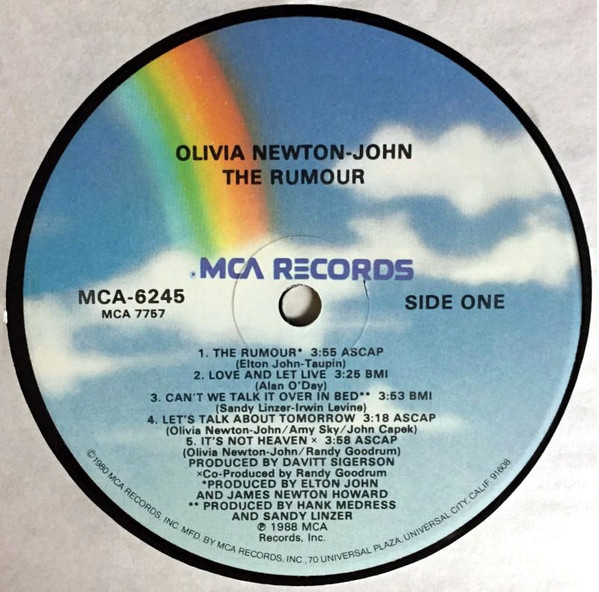 OLIVIA NEWTON-JOHN
THE RUMOUR
MCA RECORDS
MCA-6245
MCA 7757
SIDE ONE
1. THE RUMOUR* 3:55 ASCAP
(Elton John-Taupin)
2. LOVE AND LET LIVE 3:25 BMI
(Alan O'Day)
3. CAN'T WE TALK IT OVER IN BED** 3:53 BMI
(Sandy Linzer-Irwin Levine)
4. LET'S TALK ABOUT TOMORROW 3:18 ASCAP
(Olivia Newton-John/Amy Sky/John Capek)
5. IT'S NOT HEAVEN × 3:58 ASCAP
(Olivia Newton-John/Randy Goodrum)
PRODUCED BY DAVITT SIGERSON
×Co-Produced by Randy Goodrum
*PRODUCED BY ELTON JOHN
AND JAMES NEWTON HOWARD
** PRODUCED BY HANK MEDRESS
AND SANDY LINZER
℗ 1988 MCA
Records, Inc.
©1980 MCA RECORDS, INC. MFD. BY MCA RECORDS, INC., 70 UNIVERSAL PLAZA, UNIVERSAL CITY, CALIF. 91608